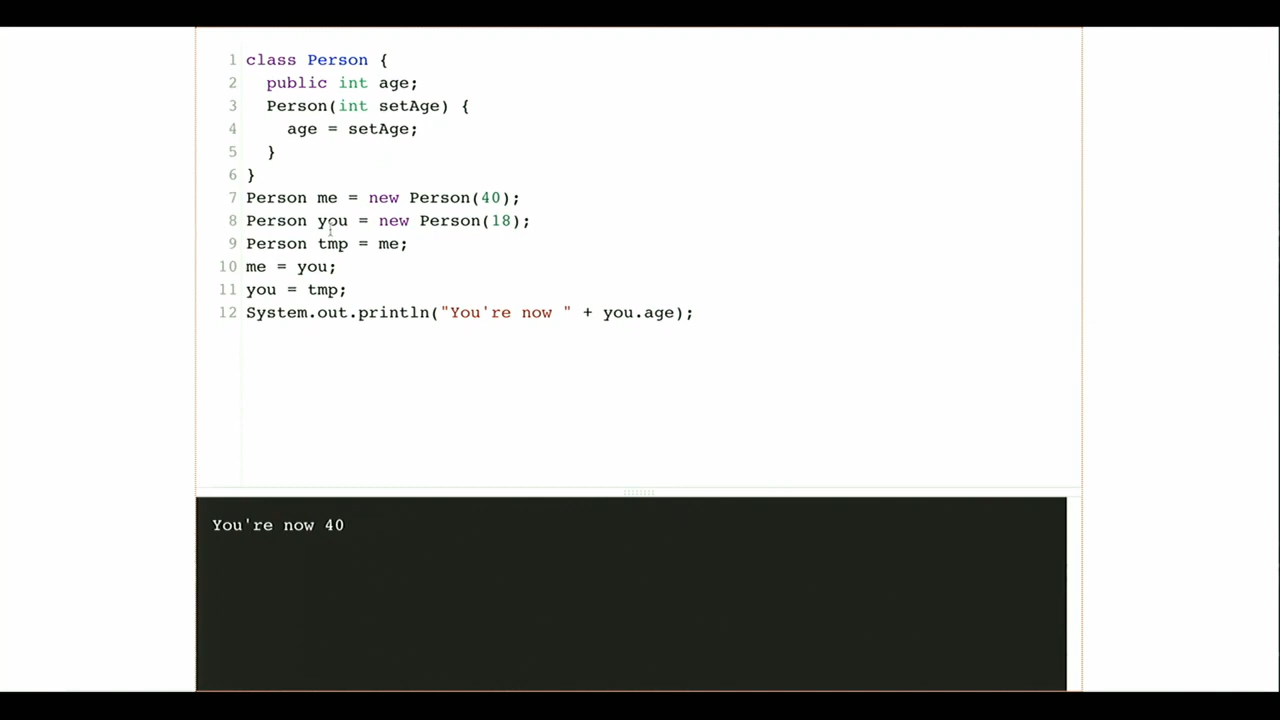 1 class Person {
2   public int age;
3   Person(int setAge) {
4     age = setAge;
5   }
6 }
7 Person me = new Person(40);
8 Person you = new Person(18);
9 Person tmp = me;
10 me = you;
11 you = tmp;
12 System.out.println("You're now " + you.age);
You're now 40